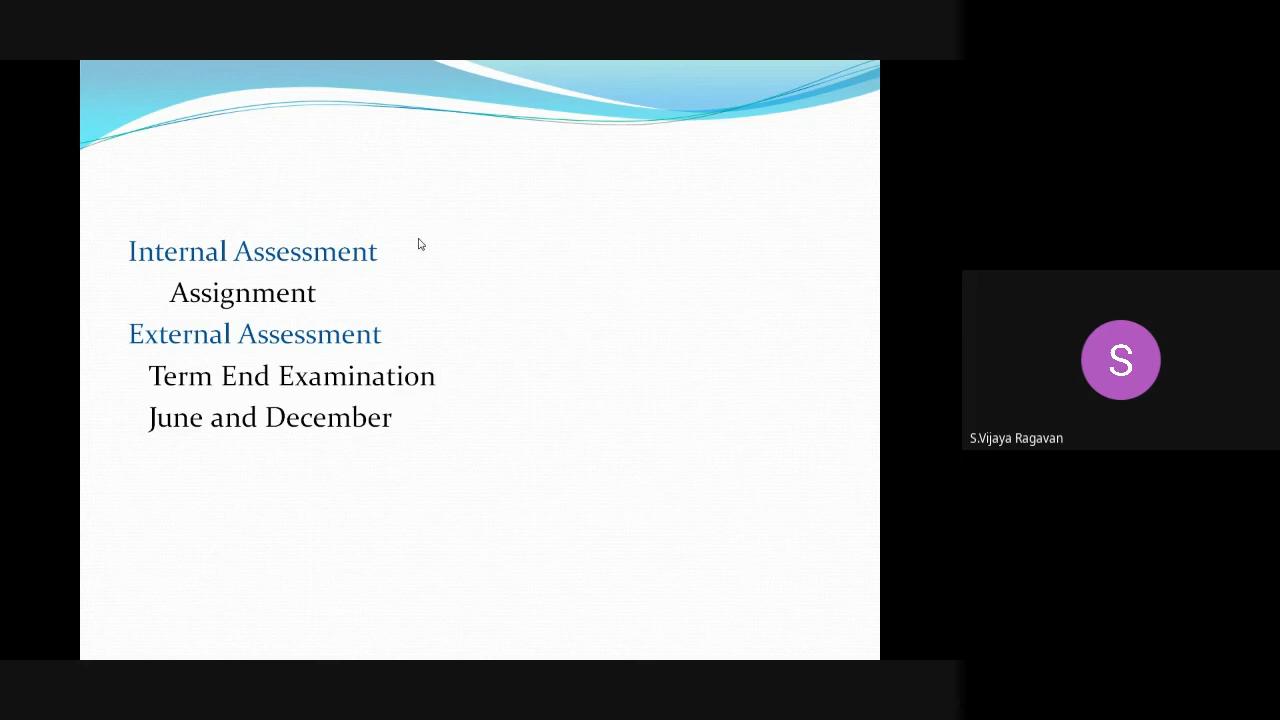 Internal Assessment
Assignment
External Assessment
Term End Examination
June and December
S
S.Vijaya Ragavan